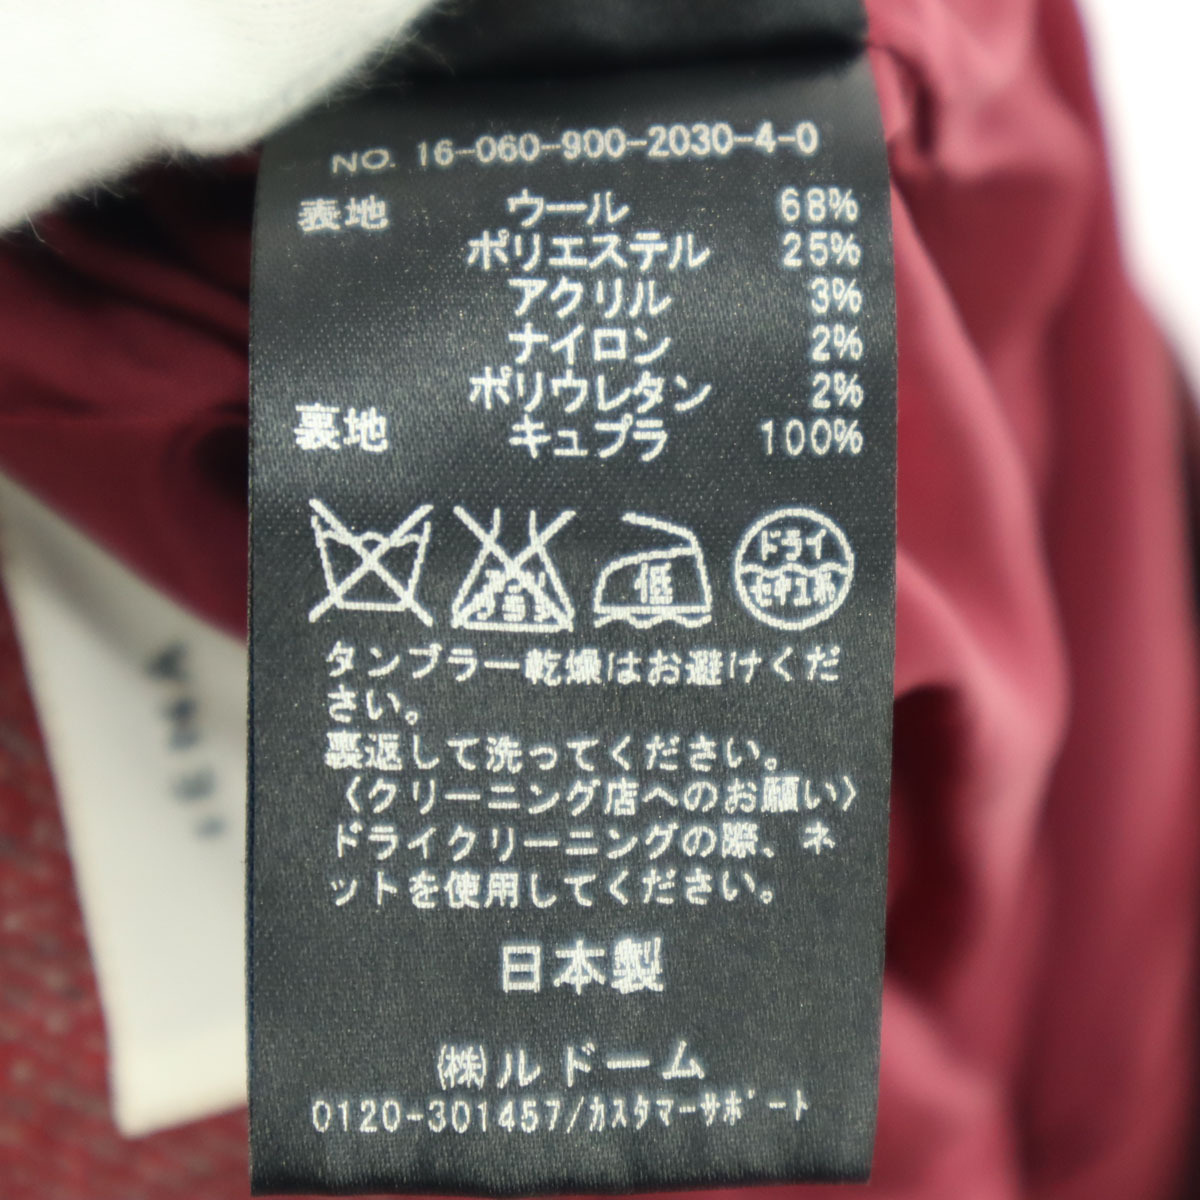 NO. 16-060-900-2030-4-0
表地 ウール 68%
ポリエステル 25%
アクリル 3%
ナイロン 2%
ポリウレタン 2%
裏地 キュプラ 100%
低
ドライ
セキユ系
タンブラー乾燥はお避けくだ
さい。
裏返して洗ってください。
〈クリーニング店へのお願い〉
ドライクリーニングの際、ネ
ットを使用してください。
日本製
㈱ルドーム
0120-301457/カスタマーサポート